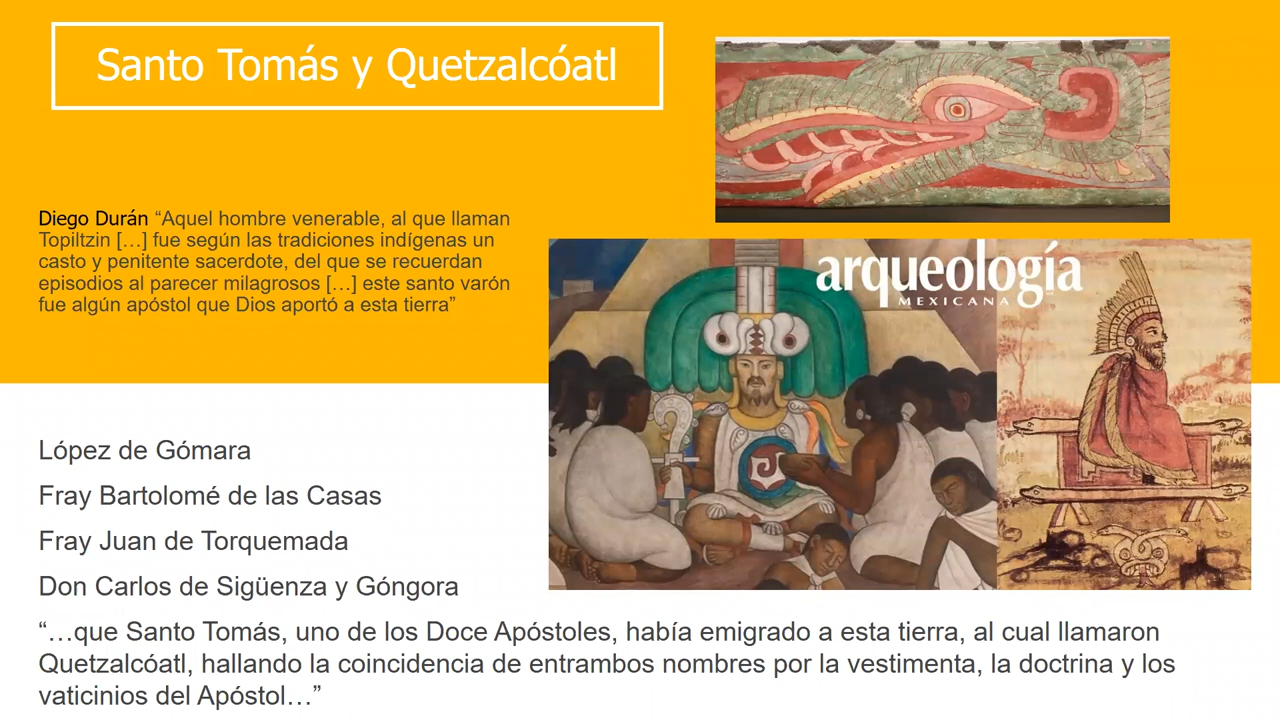 Santo Tomás y Quetzalcóatl
Diego Durán “Aquel hombre venerable, al que llaman
Topiltzin […] fue según las tradiciones indígenas un
casto y penitente sacerdote, del que se recuerdan
episodios al parecer milagrosos […] este santo varón
fue algún apóstol que Dios aportó a esta tierra”
arqueología
MEXICANA
López de Gómara
Fray Bartolomé de las Casas
Fray Juan de Torquemada
Don Carlos de Sigüenza y Góngora
“…que Santo Tomás, uno de los Doce Apóstoles, había emigrado a esta tierra, al cual llamaron
Quetzalcóatl, hallando la coincidencia de entrambos nombres por la vestimenta, la doctrina y los
vaticinios del Apóstol…”